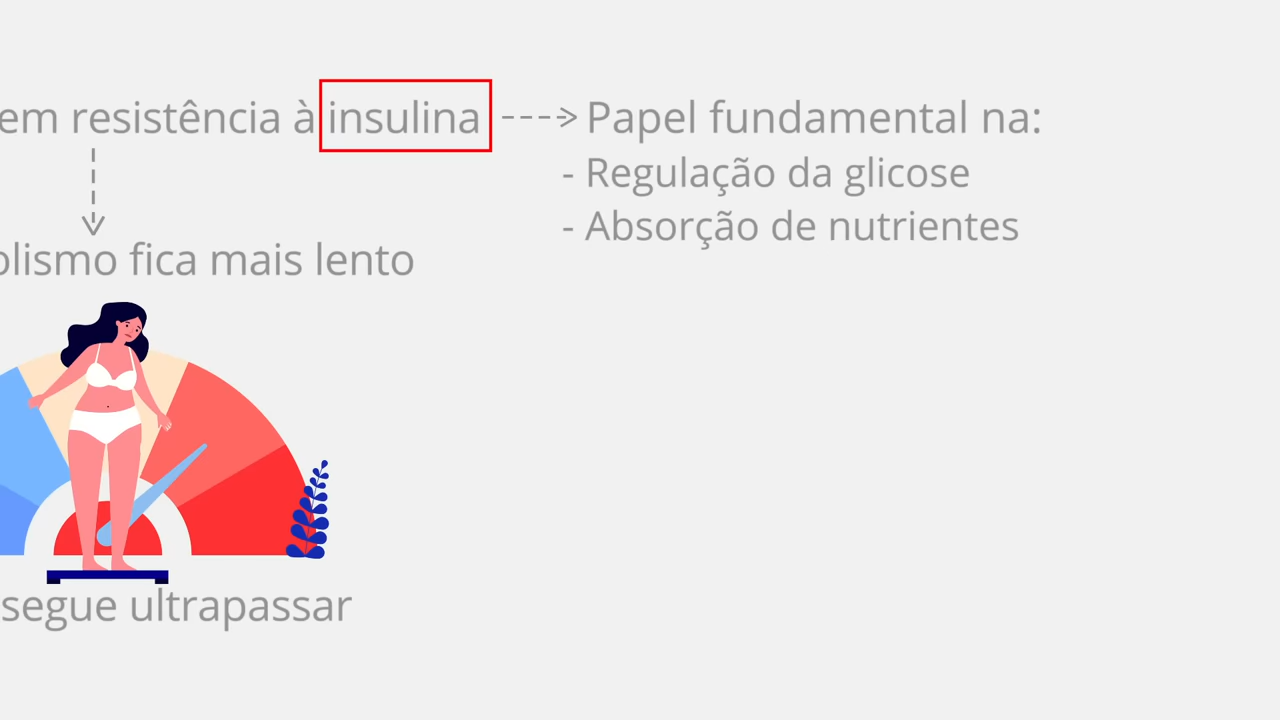 em resistência à insulina Papel fundamental na:
- Regulação da glicose
- Absorção de nutrientes
olismo fica mais lento
segue ultrapassar